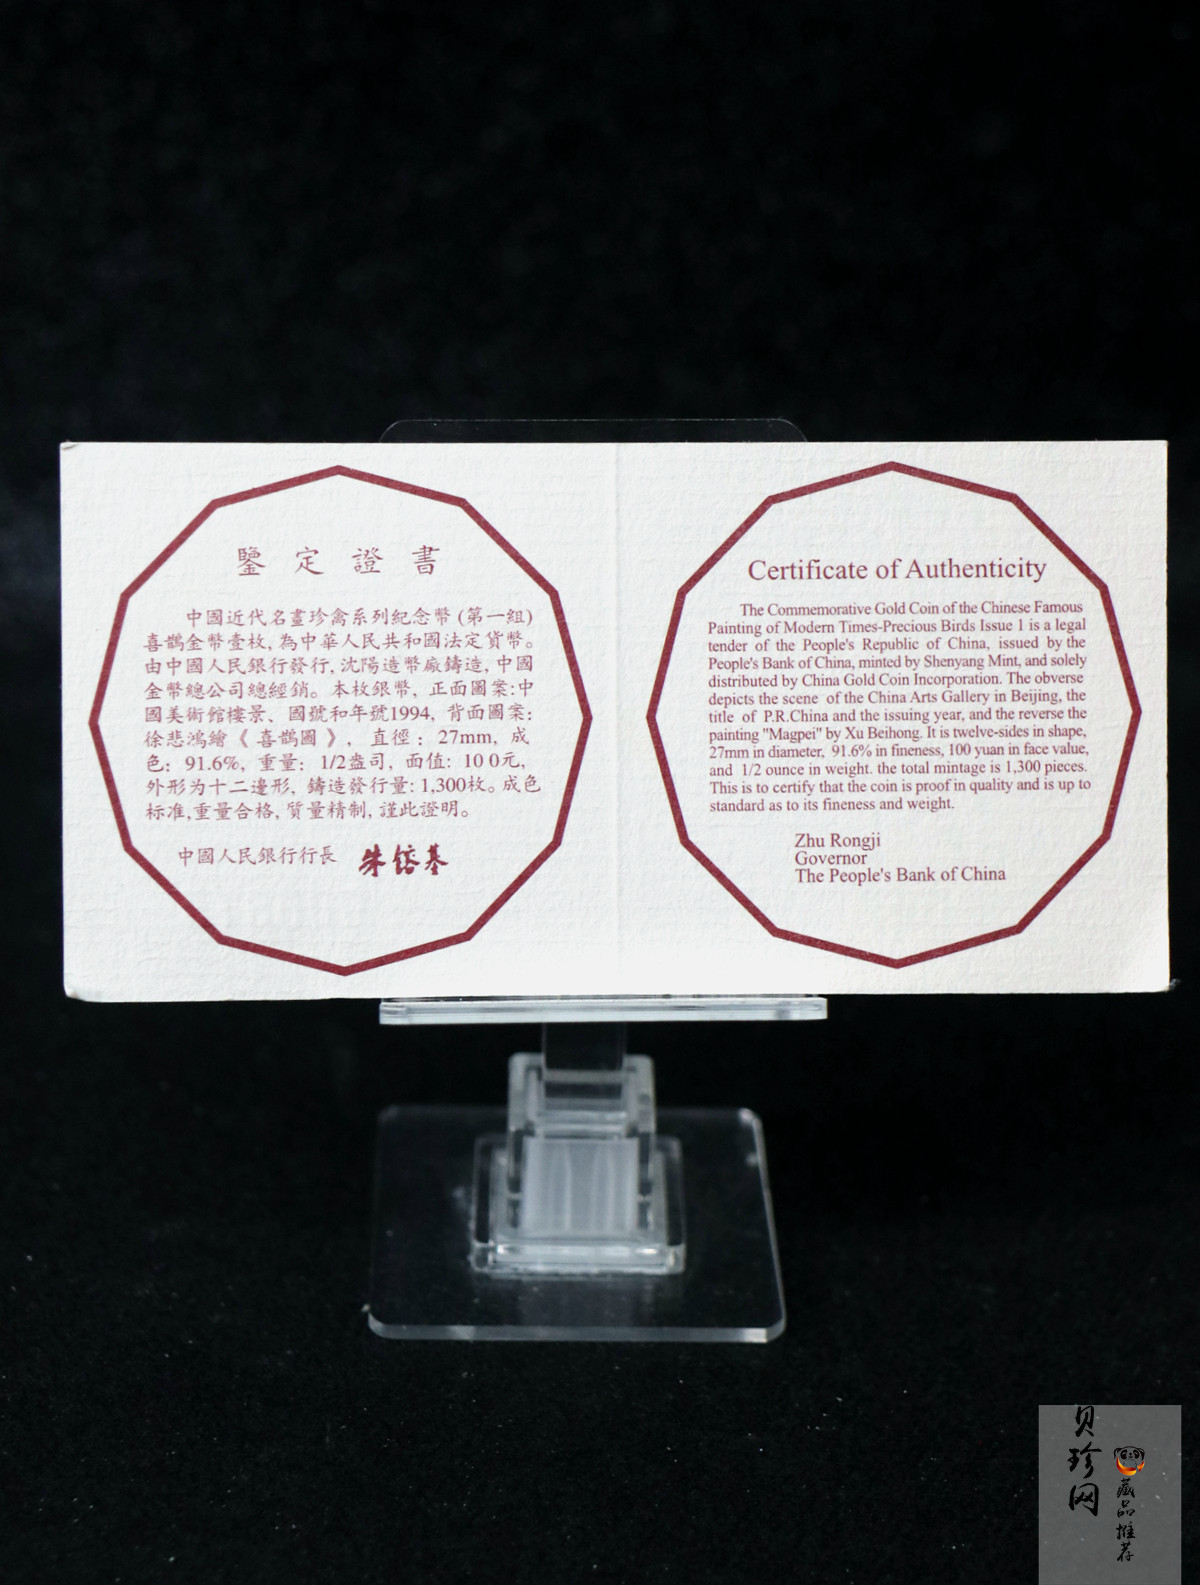 鑒定證書
中國近代名畫珍禽系列紀念幣(第一組)
喜鵲金幣壹枚,為中華人民共和國法定貨幣。
由中國人民銀行發行,沈陽造幣廠鑄造,中國
金幣總公司總經銷。本枚銀幣,正面圖案:中
國美術館樓景、國號和年號1994,背面圖案:
徐悲鴻繪《喜鵲圖》,直徑:27mm,成
色:91.6%,重量:1/2盎司,面值:100元,
外形为十二邊形,鑄造發行量:1,300枚。成色
标准,重量合格,質量精制,謹此證明。
中國人民銀行行長 朱鎔基
Certificate of Authenticity
The Commemorative Gold Coin of the Chinese Famous
Painting of Modern Times-Precious Birds Issue 1 is a legal
tender of the People's Republic of China, issued by the
People's Bank of China, minted by Shenyang Mint, and solely
distributed by China Gold Coin Incorporation. The obverse
depicts the scene of the China Arts Gallery in Beijing, the
title of P.R.China and the issuing year, and the reverse the
painting "Magpei" by Xu Beihong. It is twelve-sides in shape,
27mm in diameter, 91.6% in fineness, 100 yuan in face value,
and 1/2 ounce in weight. the total mintage is 1,300 pieces.
This is to certify that the coin is proof in quality and is up to
standard as to its fineness and weight.
Zhu Rongji
Governor
The People's Bank of China
贝珍网
藏品推荐